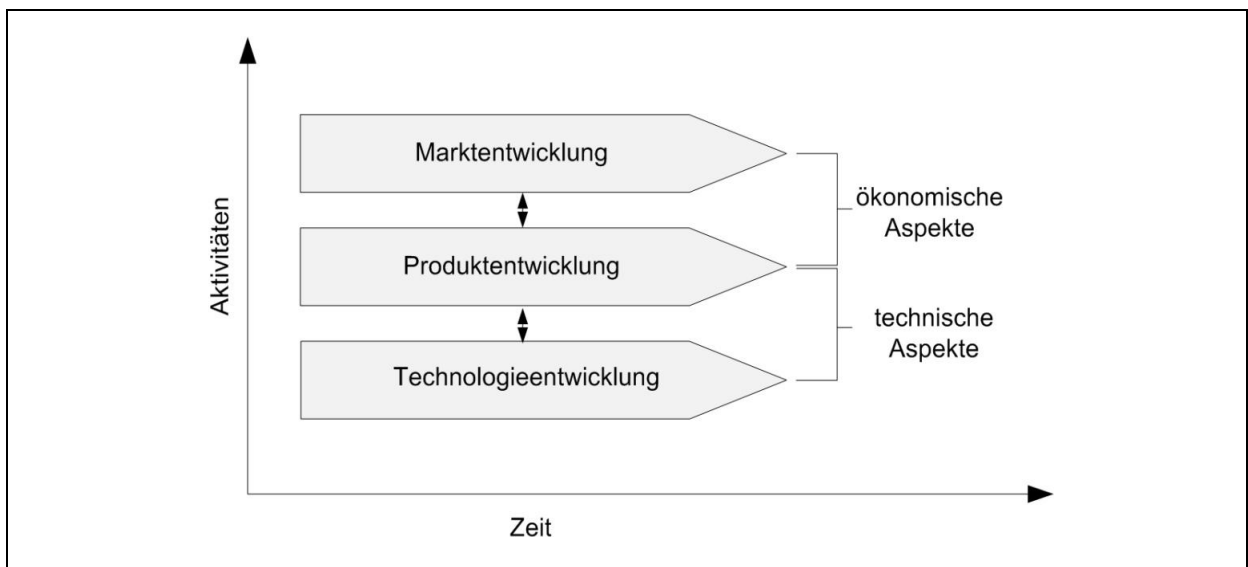 Aktivitäten
Marktentwicklung
Produktentwicklung
Technologieentwicklung
ökonomische
Aspekte
technische
Aspekte
Zeit